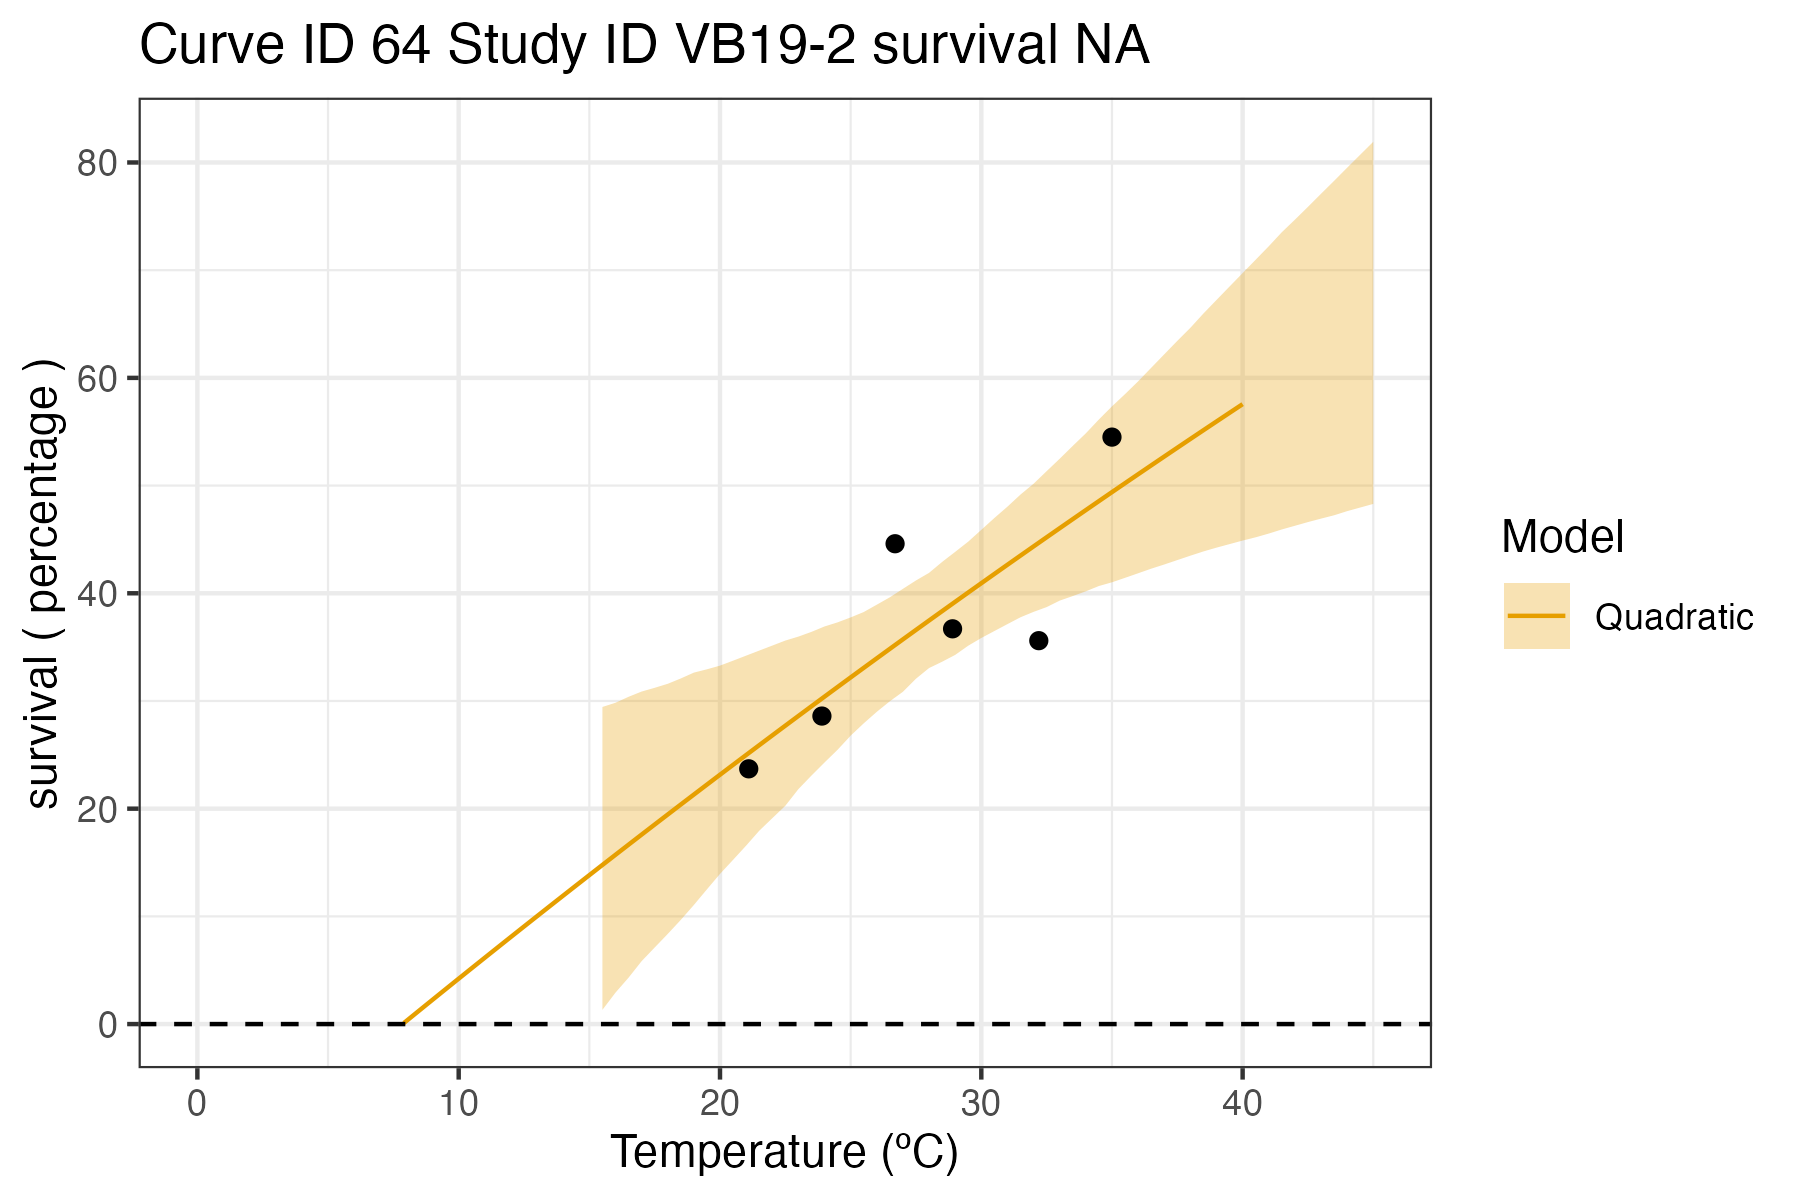 Curve ID 64 Study ID VB19-2 survival NA
survival ( percentage )
80
60
40
20
0
0 10 20 30 40
Temperature (ºC)
Model
Quadratic